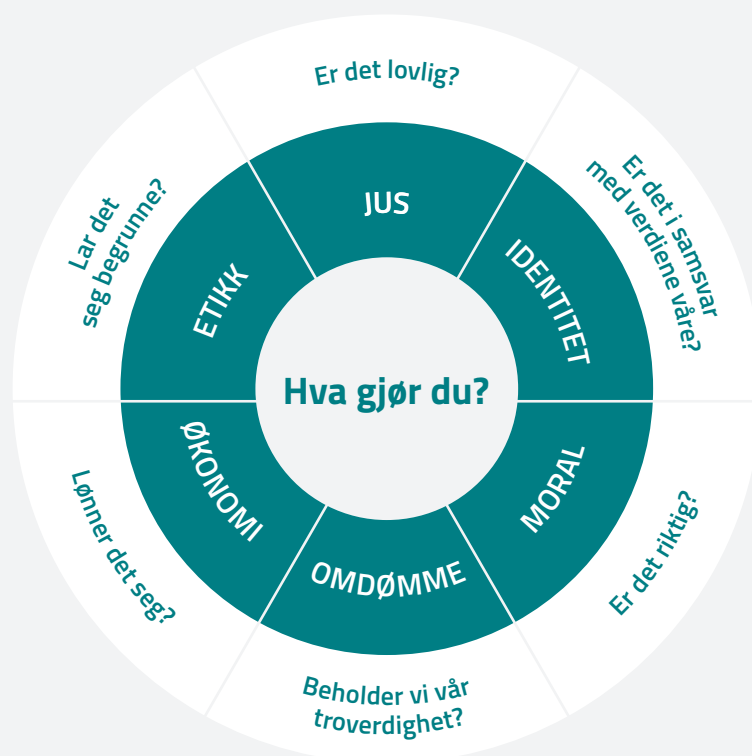 Hva gjør du?
JUS
Er det lovlig?
IDENTITET
Er det i samsvar
med verdiene våre?
MORAL
Er det riktig?
OMDØMME
Beholder vi vår
troverdighet?
ØKONOMI
Lønner det seg?
ETIKK
Lar det
seg begrunne?